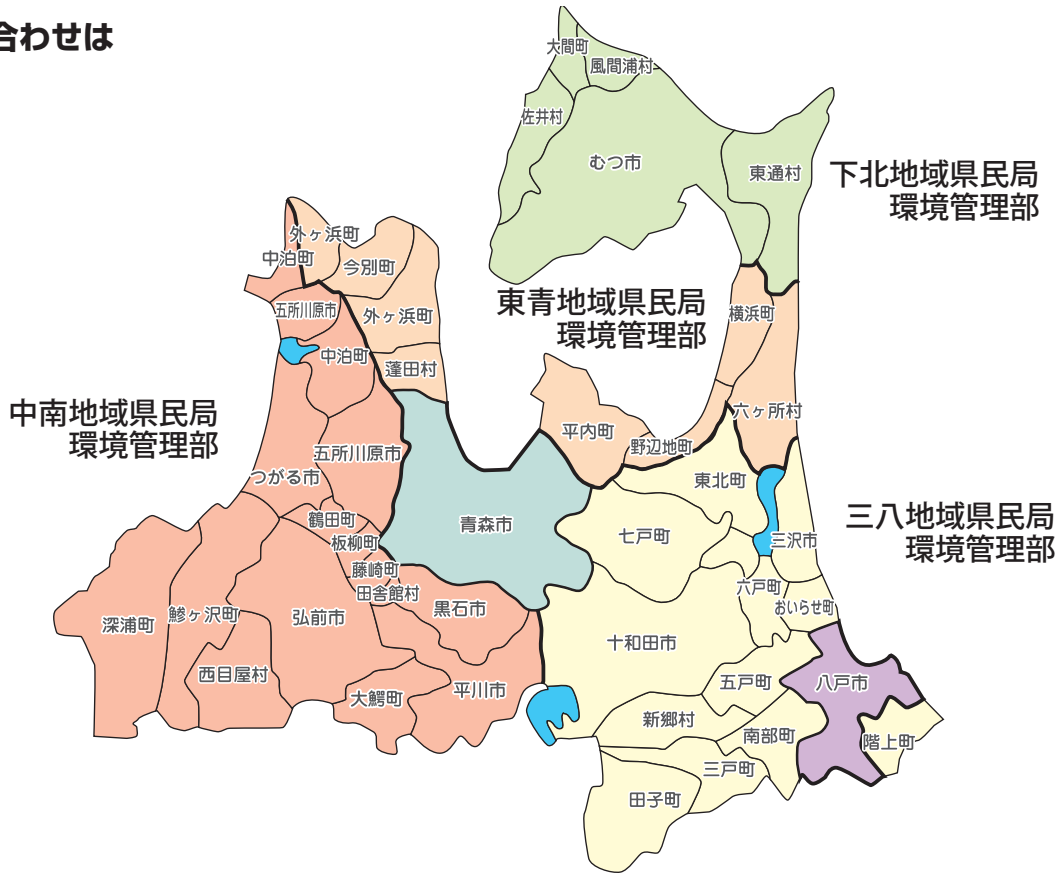 合わせは
大間町
風間浦村
佐井村
むつ市
東通村
下北地域県民局
環境管理部
外ヶ浜町
中泊町
今別町
五所川原市
外ヶ浜町
中泊町
蓬田村
東青地域県民局
環境管理部
横浜町
中南地域県民局
環境管理部
六ヶ所村
平内町
野辺地町
五所川原市
つがる市
東北町
鶴田町
青森市
七戸町
三沢市
三八地域県民局
環境管理部
板柳町
藤崎町
田舎館村
六戸町
おいらせ町
深浦町
鰺ヶ沢町
弘前市
黒石市
十和田市
西目屋村
大鰐町
平川市
五戸町
八戸市
新郷村
南部町
階上町
三戸町
田子町